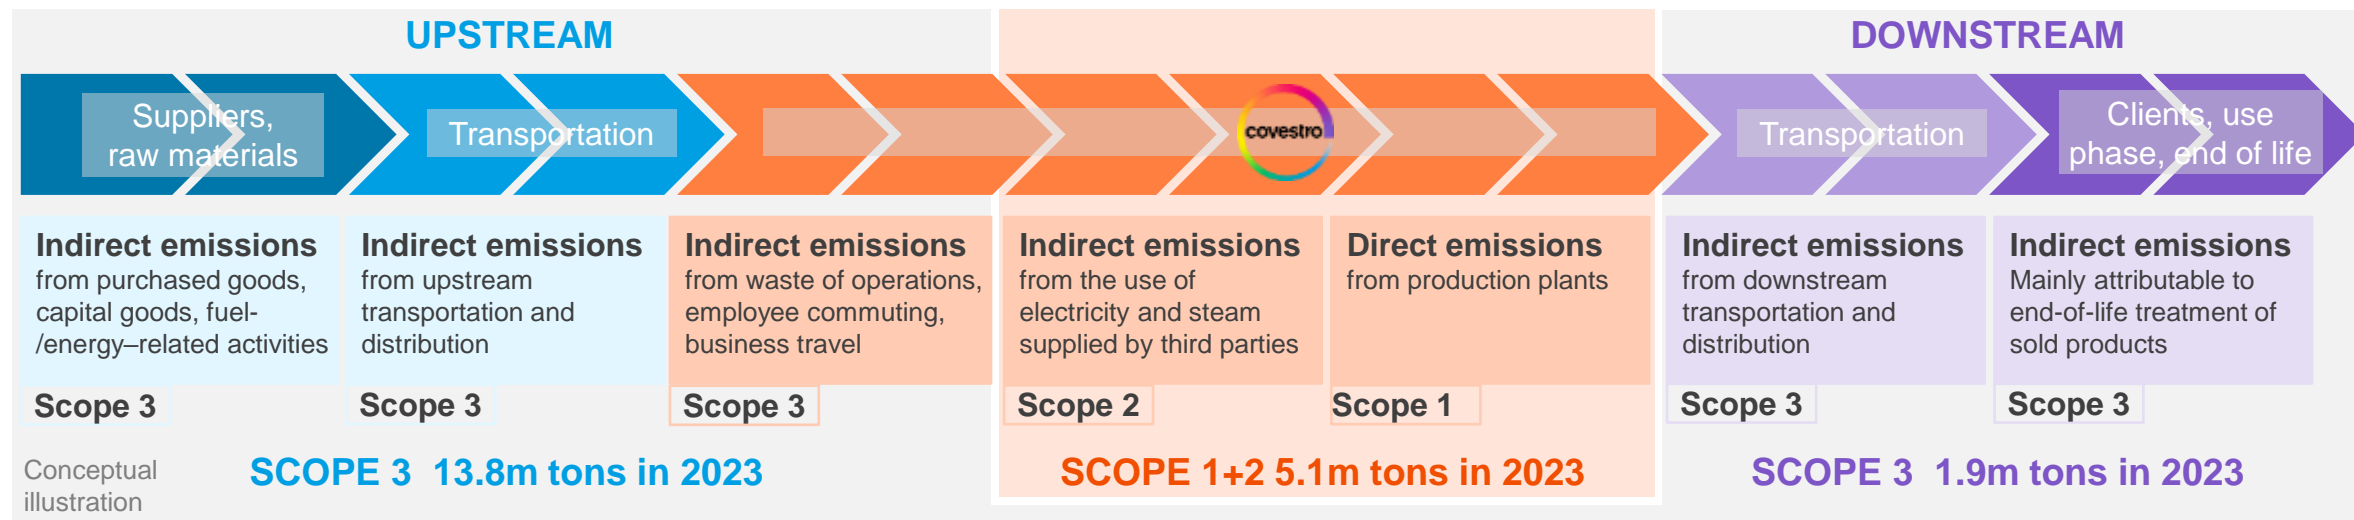 UPSTREAM
DOWNSTREAM
Suppliers,
raw materials
Transportation
covestro
Transportation
Clients, use
phase, end of life
Indirect emissions
from purchased goods,
capital goods, fuel-
/energy–related activities
Scope 3
Indirect emissions
from upstream
transportation and
distribution
Scope 3
Indirect emissions
from waste of operations,
employee commuting,
business travel
Scope 3
Indirect emissions
from the use of
electricity and steam
supplied by third parties
Scope 2
Direct emissions
from production plants
Scope 1
Indirect emissions
from downstream
transportation and
distribution
Scope 3
Indirect emissions
Mainly attributable to
end-of-life treatment of
sold products
Scope 3
Conceptual
illustration
SCOPE 3 13.8m tons in 2023
SCOPE 1+2 5.1m tons in 2023
SCOPE 3 1.9m tons in 2023